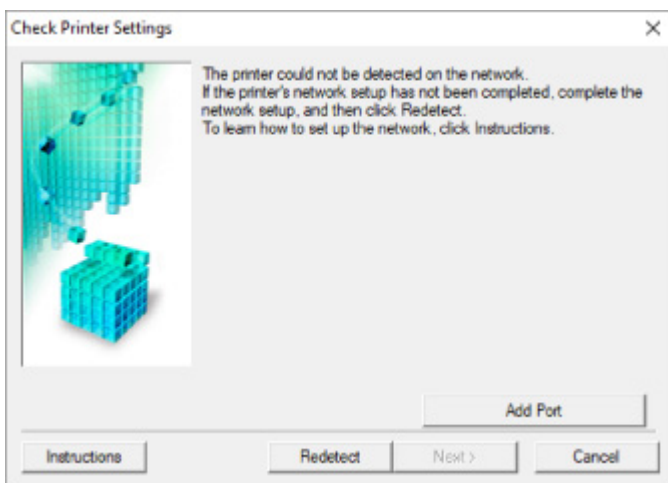 Check Printer Settings
The printer could not be detected on the network.
If the printer's network setup has not been completed, complete the
network setup, and then click Redetect.
To learn how to set up the network, click Instructions.
Add Port
Instructions
Redetect
Next >
Cancel